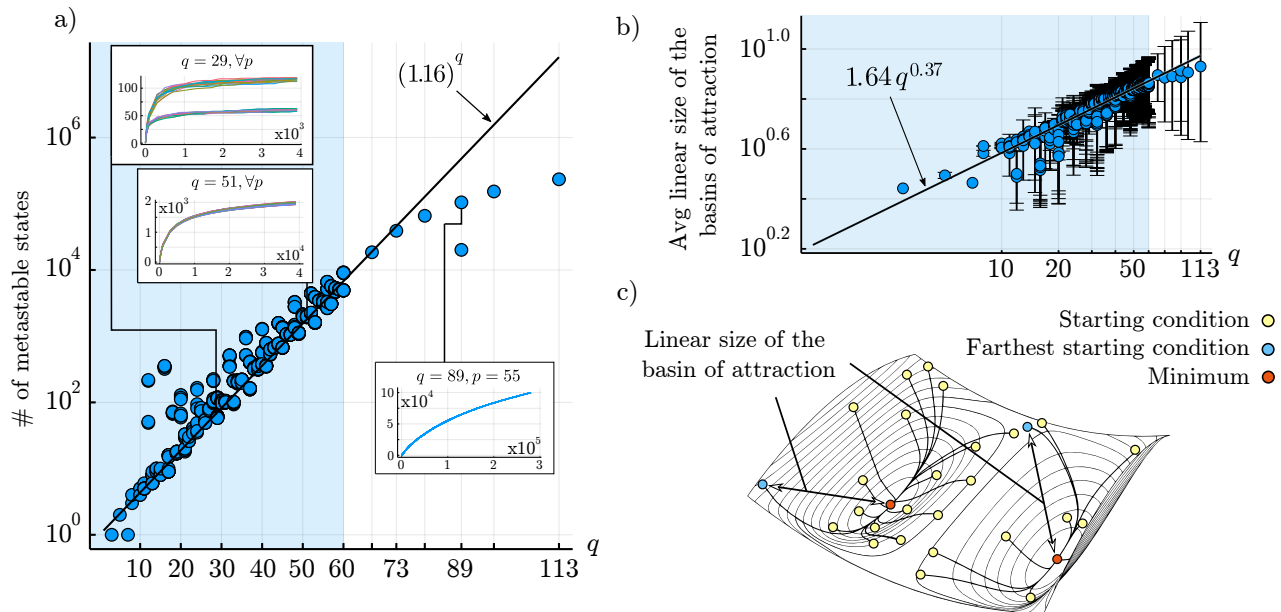 a)
# of metastable states
10^6
10^4
10^2
10^0
10 20 30 40 50 60 73 89 113
q
(1.16)^q
q = 29, ∀p
100
50
0
0 1 2 3 4
x10^3
q = 51, ∀p
x10^3
2
1
0
0 1 2 3 4
x10^4
q = 89, p = 55
x10^4
10
5
0
0 1 2 3
x10^5
b)
Avg linear size of the
basins of attraction
10^1.0
10^0.6
10^0.2
1.64 q^0.37
10 20 50 113 q
c)
Linear size of the
basin of attraction
Starting condition
Farthest starting condition
Minimum